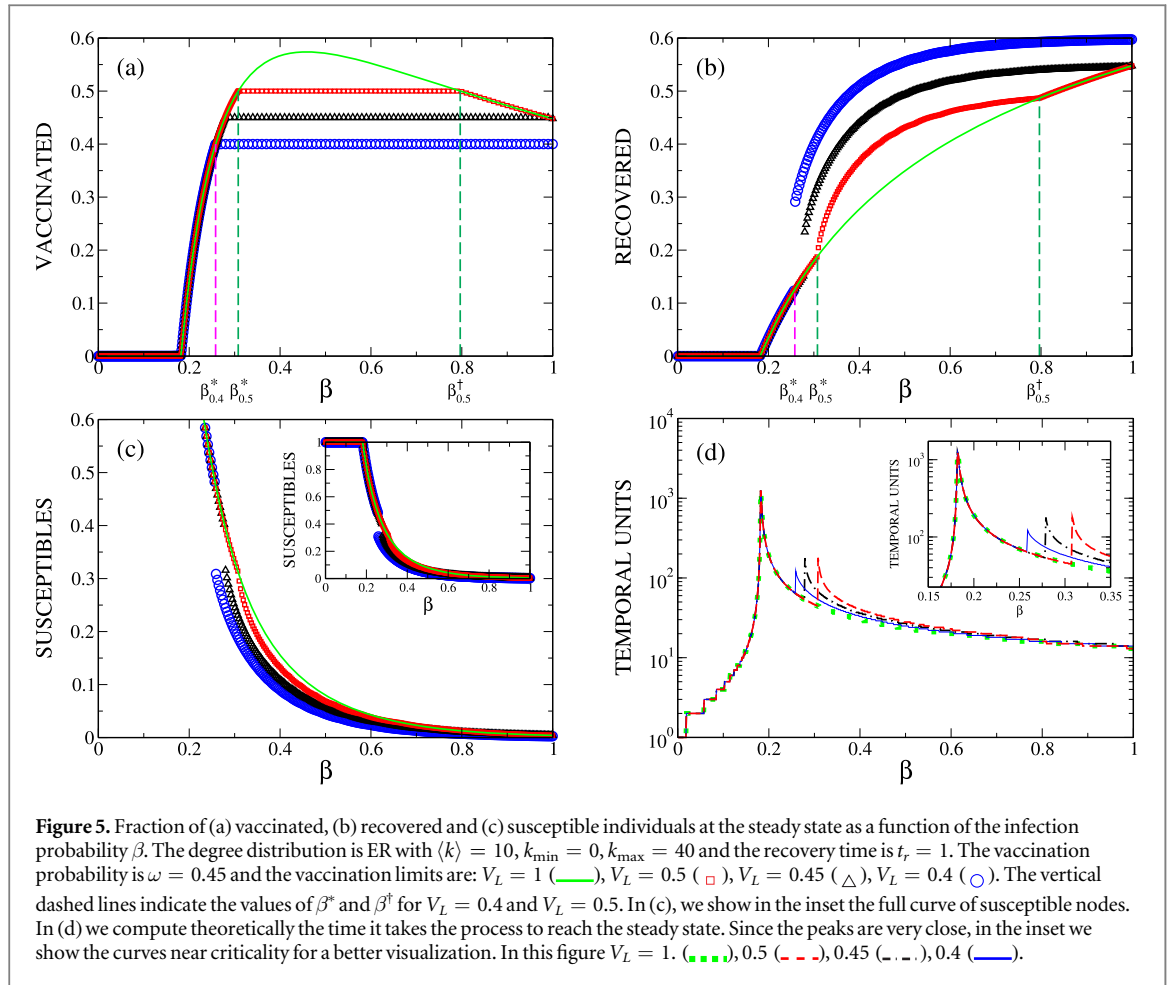 (a)
VACCINATED
0.6
0.5
0.4
0.3
0.2
0.1
0
0 0.2 0.4 0.6 0.8 1
β*0.4 β*0.5 β β†0.5
(b)
RECOVERED
0.6
0.5
0.4
0.3
0.2
0.1
0
0 0.2 0.4 0.6 0.8 1
β*0.4 β*0.5 β β†0.5
(c)
SUSCEPTIBLES
0.6
0.5
0.4
0.3
0.2
0.1
0
0 0.2 0.4 0.6 0.8 1
β
SUSCEPTIBLES
1
0.8
0.6
0.4
0.2
0
0 0.2 0.4 0.6 0.8 1
β
(d)
TEMPORAL UNITS
10^4
10^3
10^2
10^1
10^0
0 0.2 0.4 0.6 0.8 1
β
TEMPORAL UNITS
10^3
10^2
0.15 0.2 0.25 0.3 0.35
β
Figure 5. Fraction of (a) vaccinated, (b) recovered and (c) susceptible individuals at the steady state as a function of the infection
probability β. The degree distribution is ER with ⟨k⟩ = 10, kmin = 0, kmax = 40 and the recovery time is tr = 1. The vaccination
probability is ω = 0.45 and the vaccination limits are: VL = 1 (——), VL = 0.5 (□), VL = 0.45 (△), VL = 0.4 (○). The vertical
dashed lines indicate the values of β* and β† for VL = 0.4 and VL = 0.5. In (c), we show in the inset the full curve of susceptible nodes.
In (d) we compute theoretically the time it takes the process to reach the steady state. Since the peaks are very close, in the inset we
show the curves near criticality for a better visualization. In this figure VL = 1. (····), 0.5 (- - -), 0.45 (-·-·), 0.4 (——).